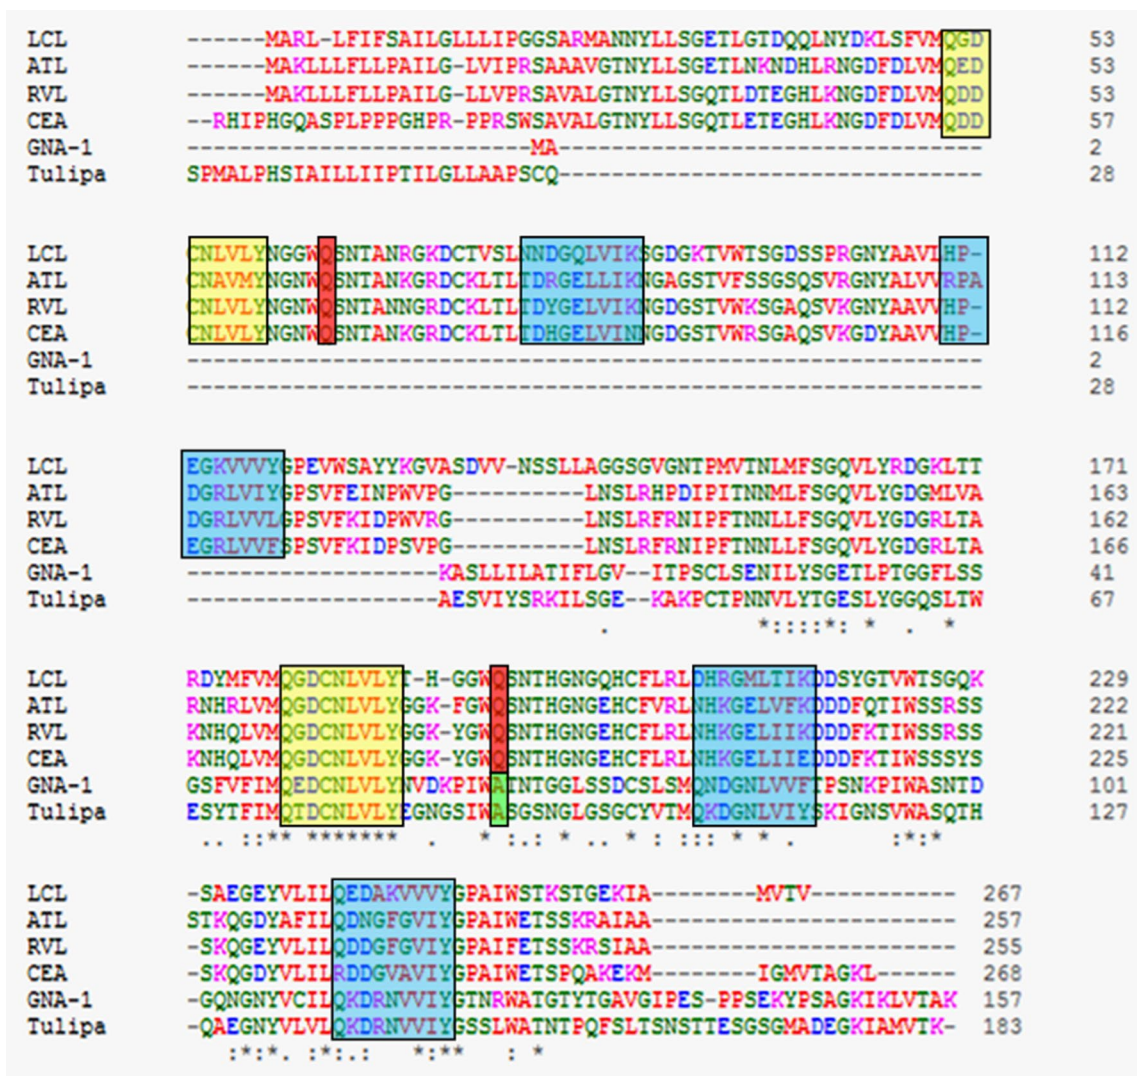 LCL ------MARL-LFIFSAILGLLLIPGGSARMANNYLLSGETLGTDQQLNYDKLSFVMQGD 53
ATL ------MAKLLLFLLPAILG-LVIPRSAAAVGTNYLLSGETLNKNDHLRNGDFDLVMQED 53
RVL ------MAKLLLFLLPAILG-LLVPRSAVALGTNYLLSGQTLDTEGHLKNGDFDLVMQDD 53
CEA --RHIPHGQASPLPPPGHPR-PPRSWSAVALGTNYLLSGQTLETEGHLKNGDFDLVMQDD 57
GNA-1 --------------------------MA-------------------------------- 2
Tulipa SPMALPHSIAILLIIPTILGLLAAPSCQ-------------------------------- 28
LCL CNLVLYNGGWQSNTANRGKDCTVSLNNDGQLVIKSGDGKTVWTSGDSSPRGNYAAVLHP- 112
ATL CNAVMYNGNWQSNTANKGRDCKLTLTDRGELLIKNGAGSTVFSSGSQSVRGNYALVVRPA 113
RVL CNLVLYNGNWQSNTANNGRDCKLTLTDYGELVIKNGDGSTVWKSGAQSVKGNYAAVVHP- 112
CEA CNLVLYNGNWQSNTANKGRDCKLTLTDHGELVINNGDGSTVWRSGAQSVKGDYAAVVHP- 116
GNA-1 ------------------------------------------------------------ 2
Tulipa ------------------------------------------------------------ 28
LCL EGKVVVYGPEVWSAYYKGVASDVV-NSSLLAGGSGVGNTPMVTNLMFSGQVLYRDGKLTT 171
ATL DGRLVIYGPSVFEINPWVPG----------LNSLRHPDIPITNNMLFSGQVLYGDGMLVA 163
RVL DGRLVVLGPSVFKIDPWVRG----------LNSLRFRNIPFTNNLLFSGQVLYGDGRLTA 162
CEA EGRLVVFSPSVFKIDPSVPG----------LNSLRFRNIPFTNNLLFSGQVLYGDGRLTA 166
GNA-1 -------------------KASLLILATIFLGV--ITPSCLSENILYSGETLPTGGFLSS 41
Tulipa -------------------AESVIYSRKILSGE--KAKPCTPNNVLYTGESLYGGQSLTW 67
. *::::*: * . *
LCL RDYMFVMQGDCNLVLYT-H-GGWQSNTHGNGQHCFLRLDHRGMLTIKDDSYGTVWTSGQK 229
ATL RNHRLVMQGDCNLVLYGGK-FGWQSNTHGNGEHCFVRLNHKGELVFKDDDFQTIWSSRSS 222
RVL KNHQLVMQGDCNLVLYGGK-YGWQSNTHGNGEHCFLRLNHKGELIIKDDDFKTIWSSRSS 221
CEA KNHQLVMQGDCNLVLYGGK-YGWQSNTHGNGEHCFLRLNHKGELIIEDDDFKTIWSSSYS 225
GNA-1 GSFVFIMQEDCNLVLYNVDKPIWATNTGGLSSDCSLSMQNDGNLVVFTPSNKPIWASNTD 101
Tulipa ESYTFIMQTDCNLVLYEGNGSIWASGSNGLGSGCYVTMQKDGNLVIYSKIGNSVWASQTH 127
.. ::** ******* . * :.: * .. * : ::: * * . :*:*
LCL -SAEGEYVLILQEDAKVVVYGPAIWSTKSTGEKIA--------MVTV----------- 267
ATL STKQGDYAFILQDNGFGVIYGPAIWETSSKRAIAA----------------------- 257
RVL -SKQGEYVLILQDDGFGVIYGPAIFETSSKRSIAA----------------------- 255
CEA -SKQGDYVLILRDDGVAVIYGPAIWETSPQAKEKM--------IGMVTAGKL------ 268
GNA-1 -GQNGNYVCILQKDRNVVIYGTNRWATGTYTGAVGIPES-PPSEKYPSAGKIKLVTAK 157
Tulipa -QAEGNYVLVLQKDRNVVIYGSSLWATNTPQFSLTSNSTTESGSGMADEGKIAMVTK- 183
:*:*. :*:.: *:** : *